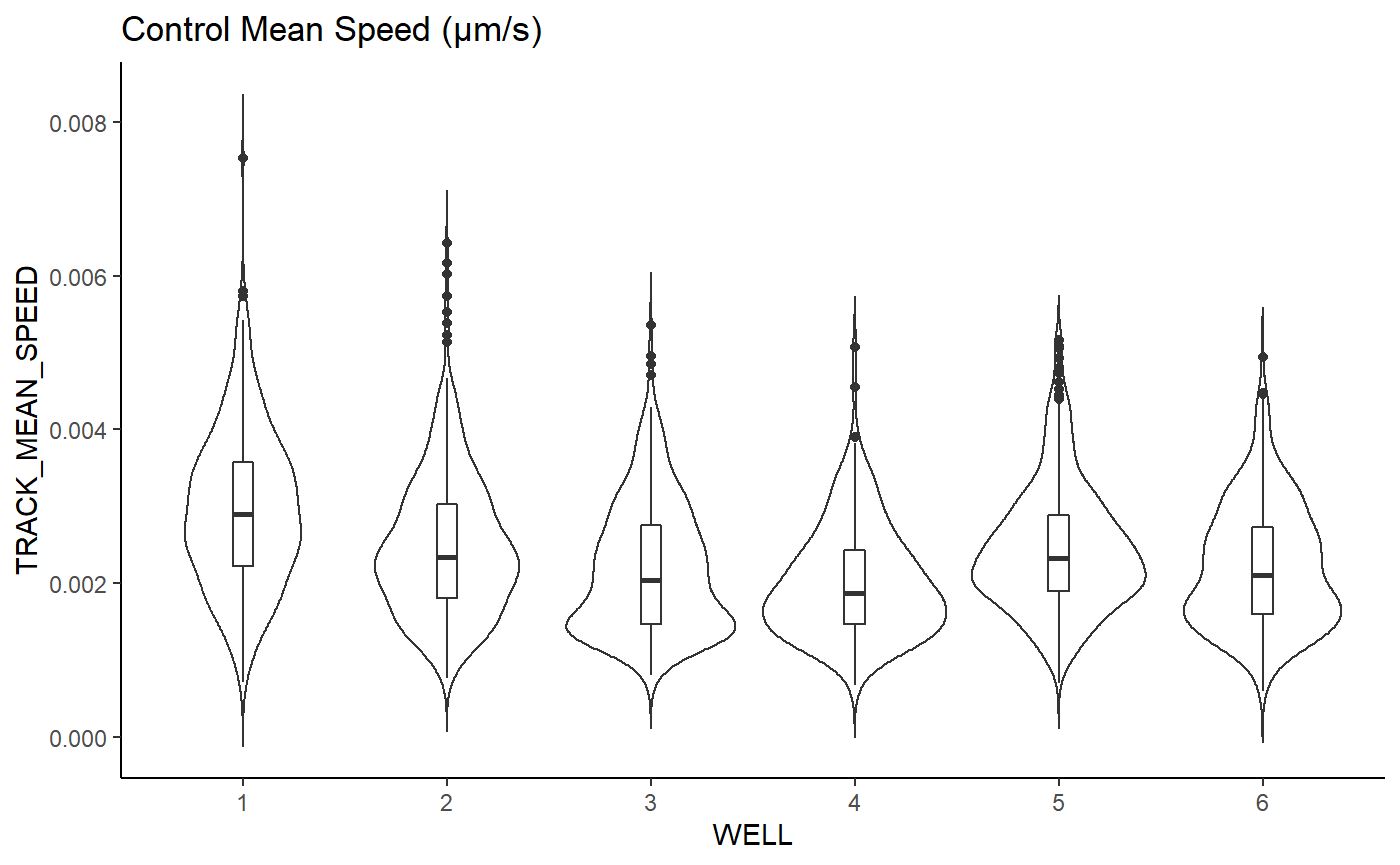 Control Mean Speed (µm/s)
TRACK_MEAN_SPEED
0.008
0.006
0.004
0.002
0.000
1 2 3 4 5 6
WELL